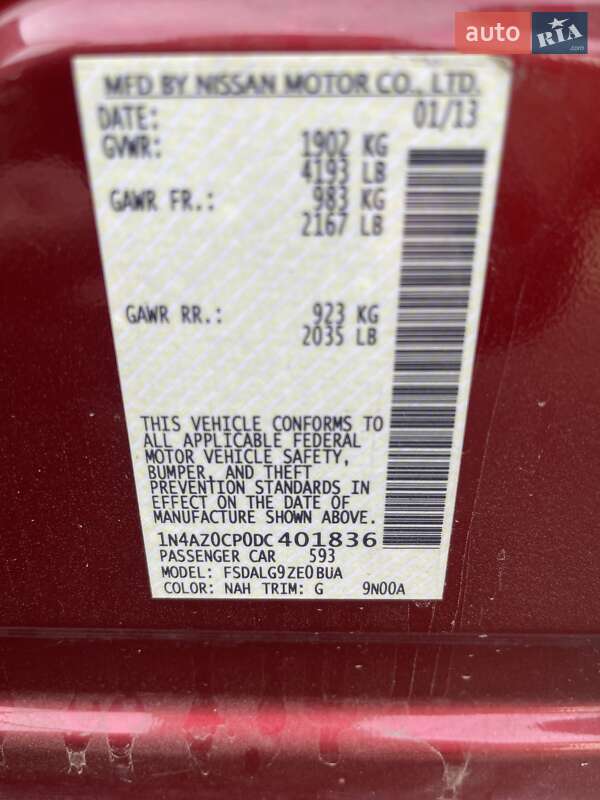 auto RIA .com
MFD BY NISSAN MOTOR CO., LTD.
DATE: 01/13
GVWR: 1902 KG
4193 LB
GAWR FR.: 983 KG
2167 LB
GAWR RR.: 923 KG
2035 LB
THIS VEHICLE CONFORMS TO
ALL APPLICABLE FEDERAL
MOTOR VEHICLE SAFETY,
BUMPER, AND THEFT
PREVENTION STANDARDS IN
EFFECT ON THE DATE OF
MANUFACTURE SHOWN ABOVE.
1N4AZ0CP0DC401836
PASSENGER CAR 593
MODEL: FSDALG9ZE0BUA
COLOR: NAH TRIM: G 9N00A